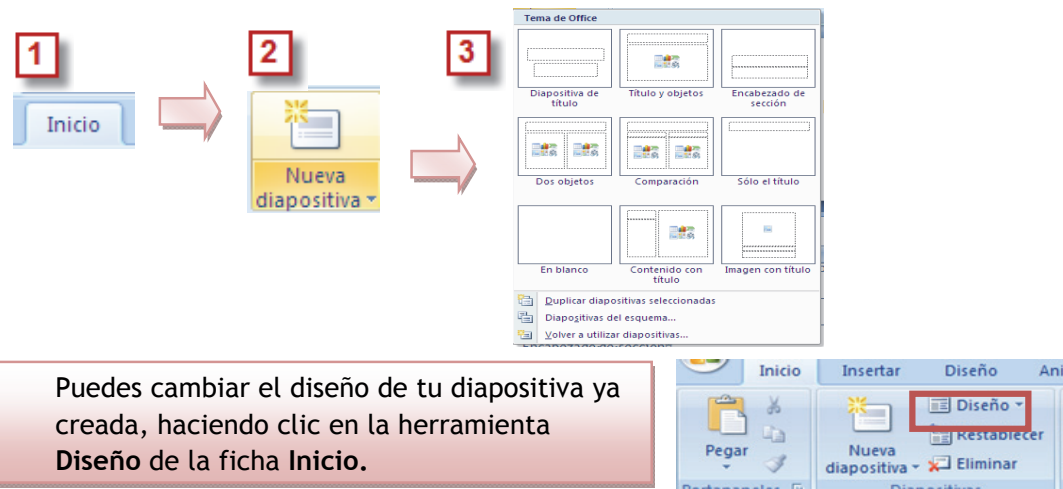 1
2
3
Inicio
Nueva
diapositiva
Tema de Office
Diapositiva de
título
Título y objetos
Encabezado de
sección
Dos objetos
Comparación
Sólo el título
En blanco
Contenido con
título
Imagen con título
Duplicar diapositivas seleccionadas
Diapositivas del esquema...
Volver a utilizar diapositivas...
Puedes cambiar el diseño de tu diapositiva ya
creada, haciendo clic en la herramienta
Diseño de la ficha Inicio.
Inicio Insertar Diseño Ani
Pegar
Nueva
diapositiva
Diseño
Restablecer
Eliminar